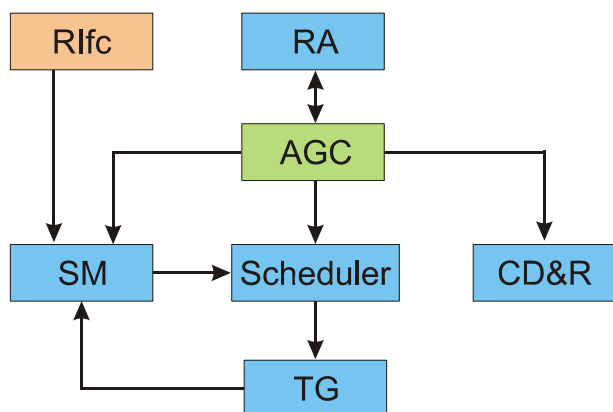 RIfc
RA
AGC
SM
Scheduler
CD&R
TG